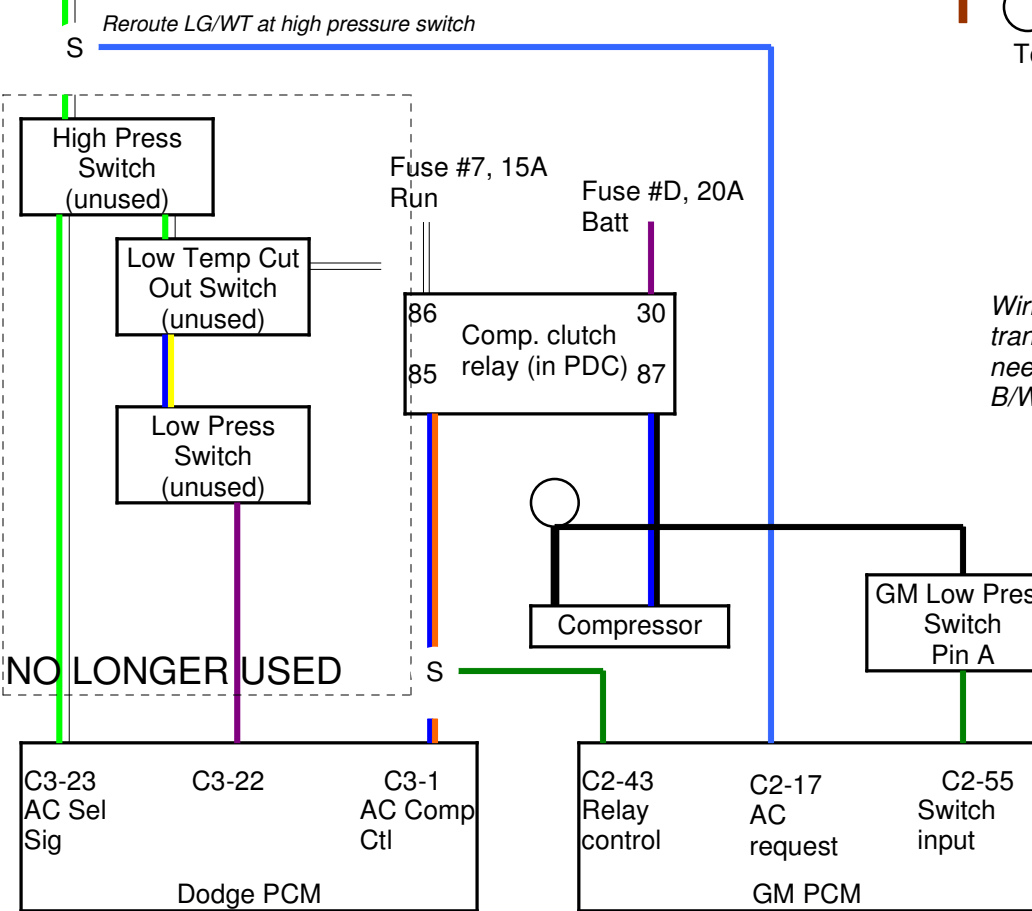 Reroute LG/WT at high pressure switch
S
High Press
Switch
(unused)
Low Temp Cut
Out Switch
(unused)
Low Press
Switch
(unused)
NO LONGER USED
Fuse #7, 15A
Run
Fuse #D, 20A
Batt
86
30
Comp. clutch
relay (in PDC)
85
87
Compressor
S
GM Low Pres
Switch
Pin A
C3-23
AC Sel
Sig
C3-22
C3-1
AC Comp
Ctl
Dodge PCM
C2-43
Relay
control
C2-17
AC
request
C2-55
Switch
input
GM PCM
B/W